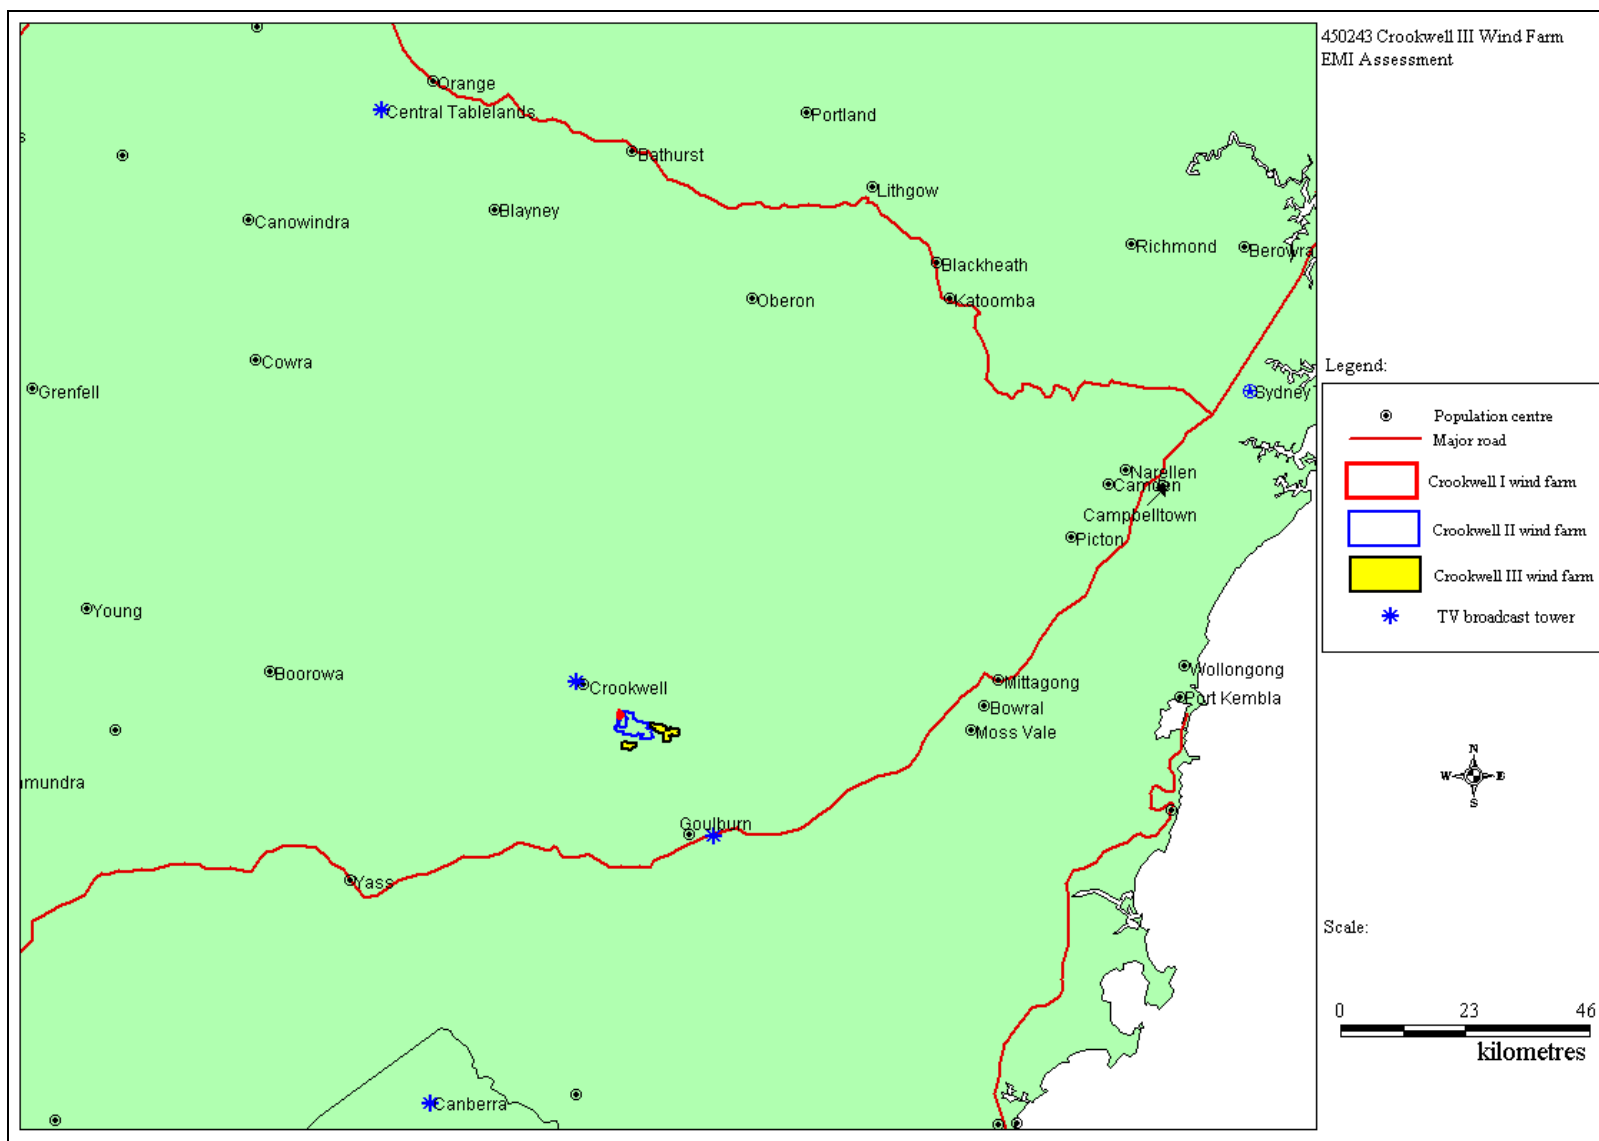 450243 Crookwell III Wind Farm
EMI Assessment
Orange
Central Tablelands
Portland
s
Bathurst
Lithgow
Canowindra
Blayney
Richmond
Berowra
Blackheath
Oberon
Katoomba
Cowra
Grenfell
Sydney
Narellen
Camden
Campbelltown
Picton
Young
Boorowa
Crookwell
Mittagong
Wollongong
Port Kembla
Bowral
Moss Vale
amundra
Goulburn
Yass
Canberra
Legend:
Population centre
Major road
Crookwell I wind farm
Crookwell II wind farm
Crookwell III wind farm
TV broadcast tower
N
W E
S
Scale:
0 23 46
kilometres